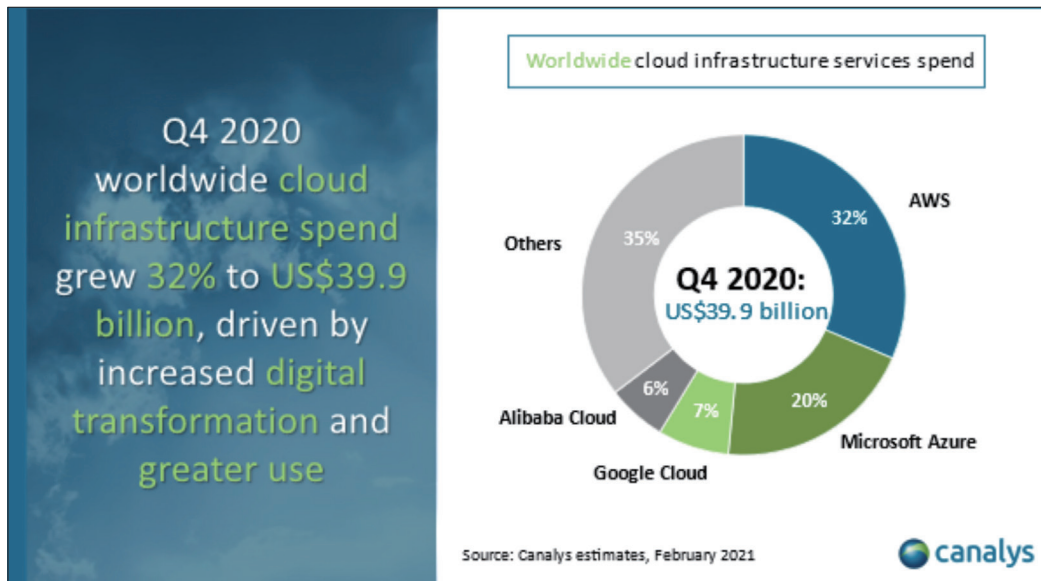 Q4 2020
worldwide cloud
infrastructure spend
grew 32% to US$39.9
billion, driven by
increased digital
transformation and
greater use
Worldwide cloud infrastructure services spend
AWS
32%
Others
35%
Q4 2020:
US$39.9 billion
6%
7%
20%
Alibaba Cloud
Microsoft Azure
Google Cloud
Source: Canalys estimates, February 2021
canalys